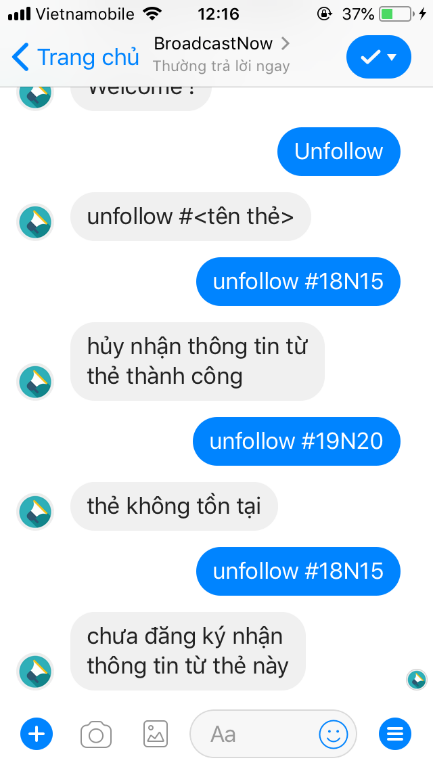 Vietnamobile 12:16 37%
Trang chủ
BroadcastNow
Thường trả lời ngay
Welcome !
Unfollow
unfollow #<tên thẻ>
unfollow #18N15
hủy nhận thông tin từ
thẻ thành công
unfollow #19N20
thẻ không tồn tại
unfollow #18N15
chưa đăng ký nhận
thông tin từ thẻ này
Aa